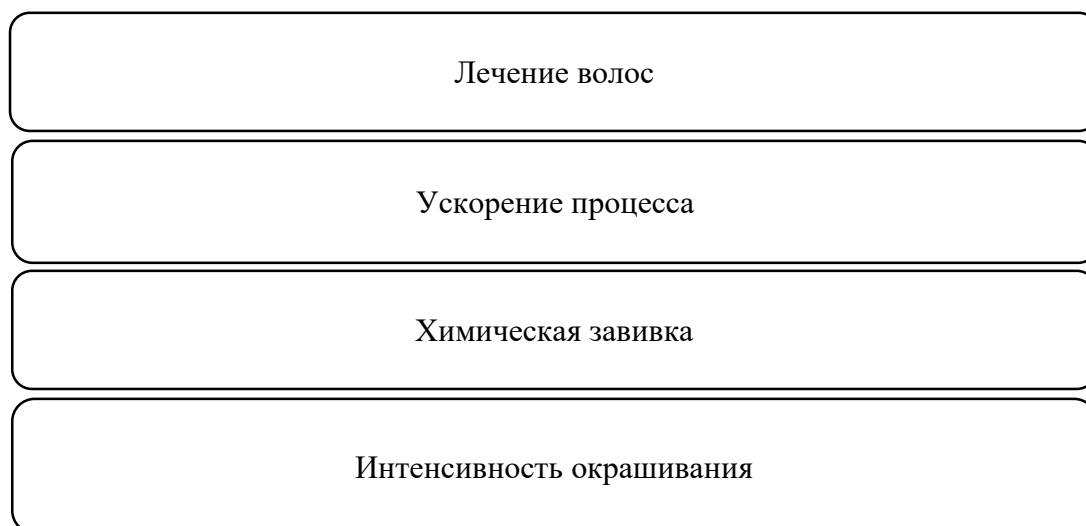 Лечение волос
Ускорение процесса
Химическая завивка
Интенсивность окрашивания